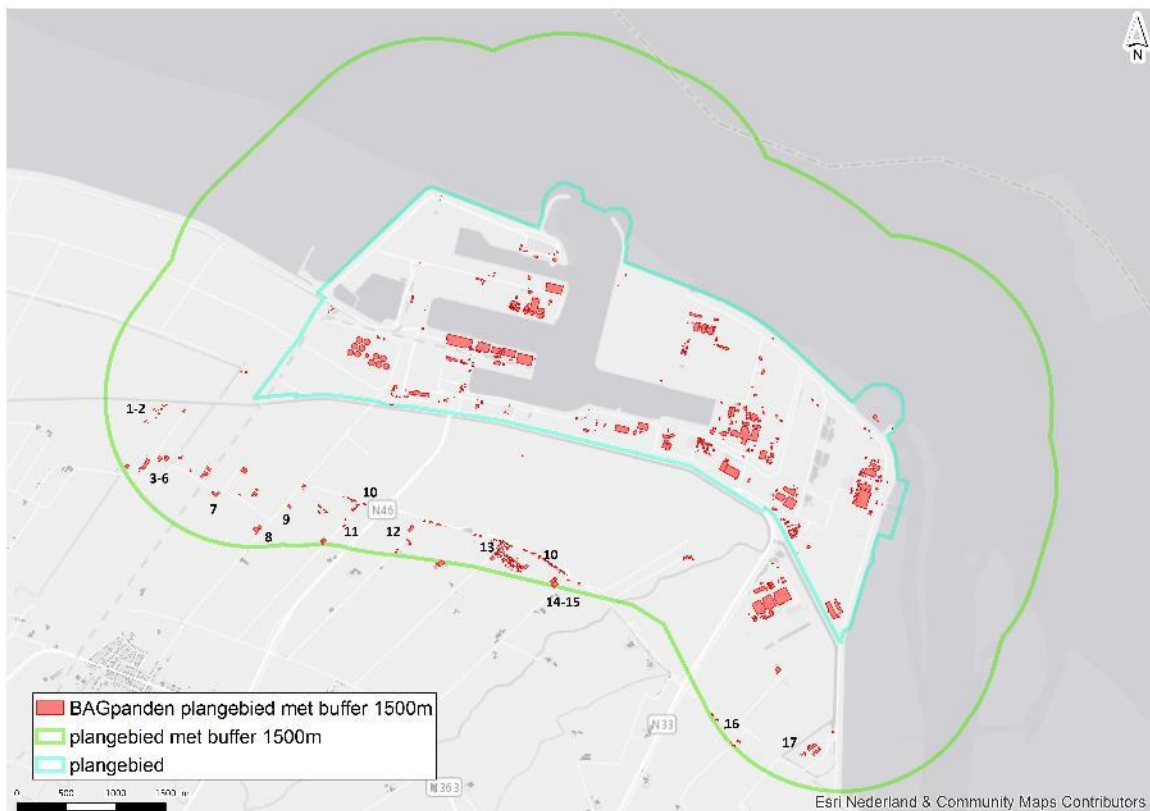 N
1-2
3-6
7
8
9
10
N46
11
12
13
10
14-15
16
17
N33
N363
BAGpanden plangebied met buffer 1500m
plangebied met buffer 1500m
plangebied
0 500 1000 1500 m
Esri Nederland & Community Maps Contributors